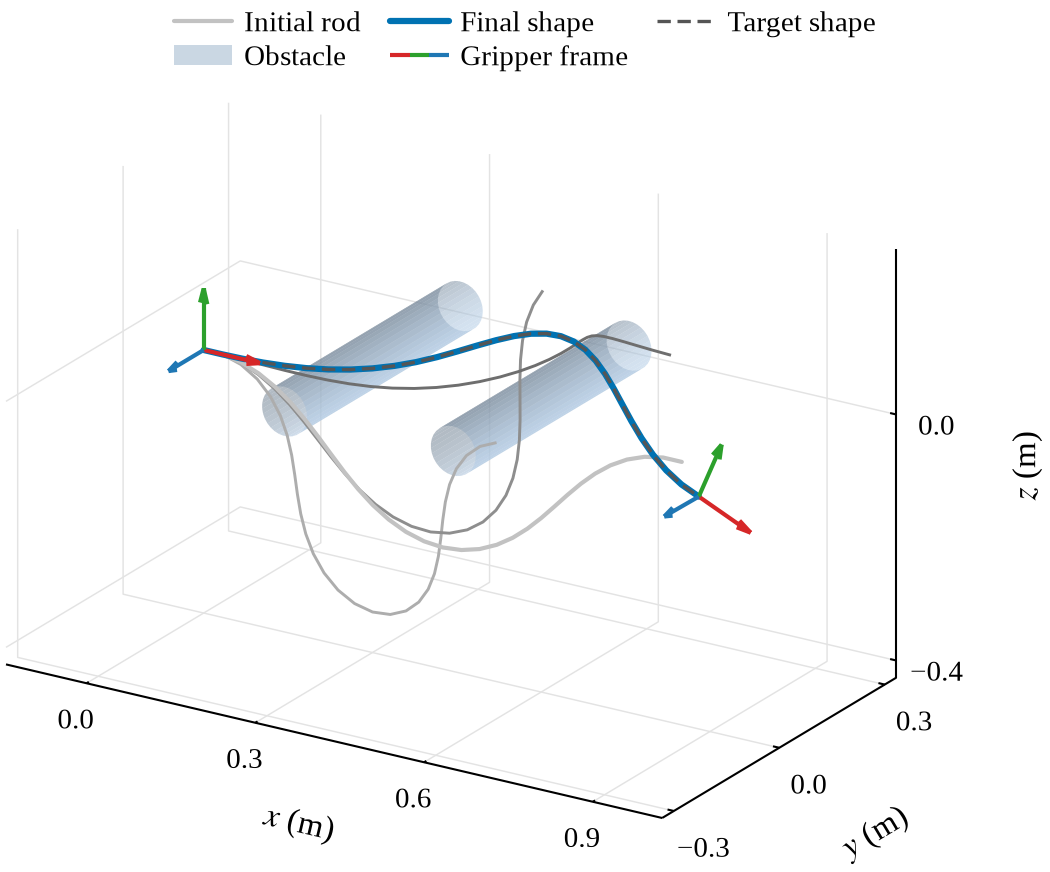 Initial rod
Final shape
Target shape
Obstacle
Gripper frame
0.0
z (m)
−0.4
0.0
0.3
0.3
0.6
0.0
x (m)
y (m)
0.9
−0.3